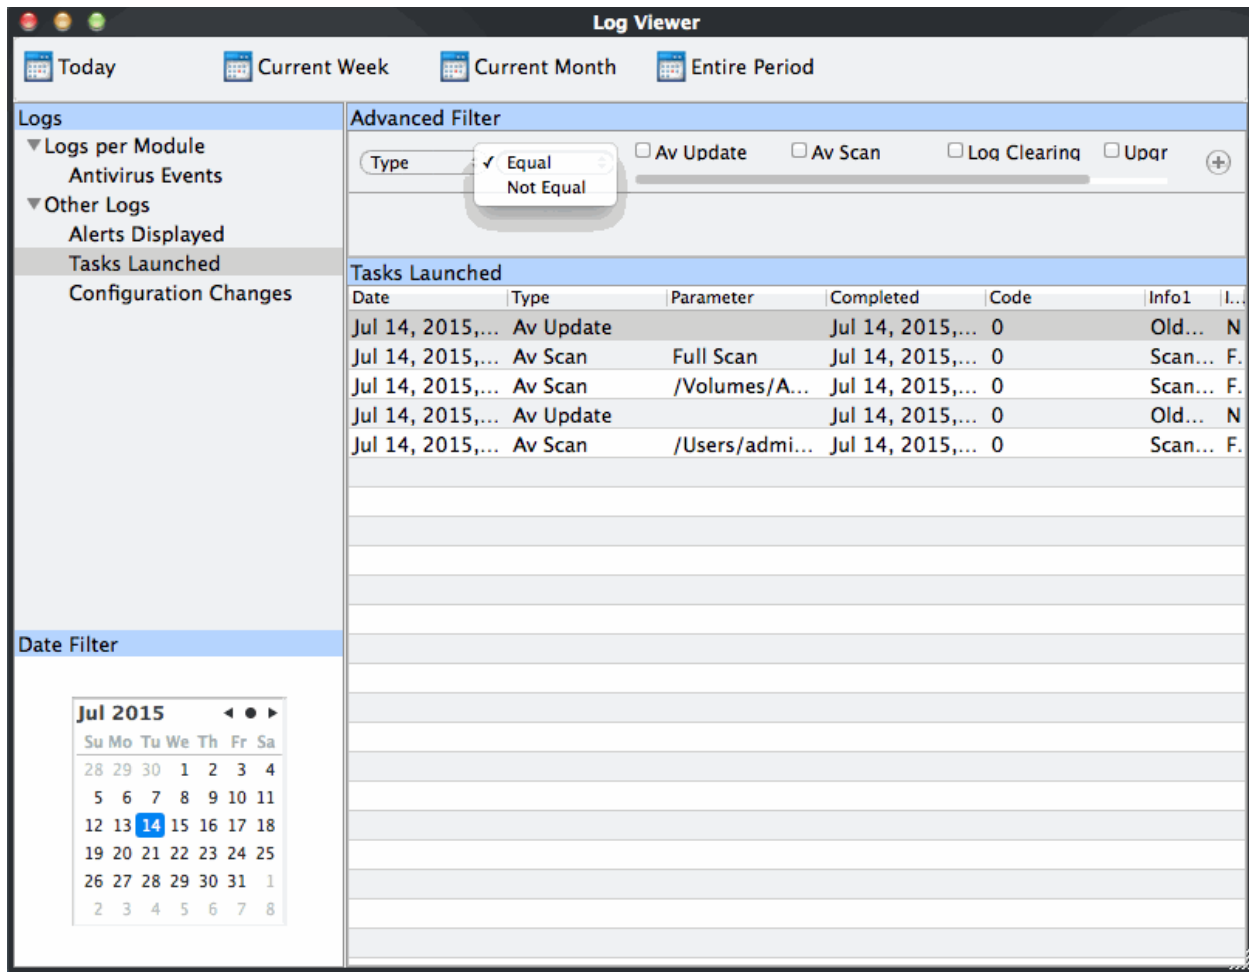 Log Viewer
Today Current Week Current Month Entire Period
Logs
Logs per Module
Antivirus Events
Other Logs
Alerts Displayed
Tasks Launched
Configuration Changes
Advanced Filter
Type Equal Av Update Av Scan Log Clearing Upgr
Not Equal
Tasks Launched
Date Type Parameter Completed Code Info1 I...
Jul 14, 2015,... Av Update Jul 14, 2015,... 0 Old... N
Jul 14, 2015,... Av Scan Full Scan Jul 14, 2015,... 0 Scan... F.
Jul 14, 2015,... Av Scan /Volumes/A... Jul 14, 2015,... 0 Scan... F.
Jul 14, 2015,... Av Update Jul 14, 2015,... 0 Old... N
Jul 14, 2015,... Av Scan /Users/admi... Jul 14, 2015,... 0 Scan... F.
Date Filter
Jul 2015
Su Mo Tu We Th Fr Sa
28 29 30 1 2 3 4
5 6 7 8 9 10 11
12 13 14 15 16 17 18
19 20 21 22 23 24 25
26 27 28 29 30 31 1
2 3 4 5 6 7 8